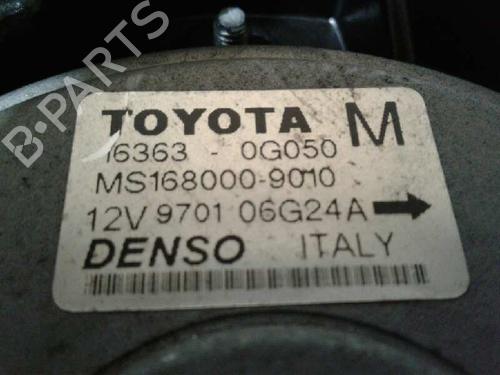 TOYOTA M
16363 - 0G050
MS168000-9010
12V 9701 06G24A
DENSO ITALY
B-PARTS